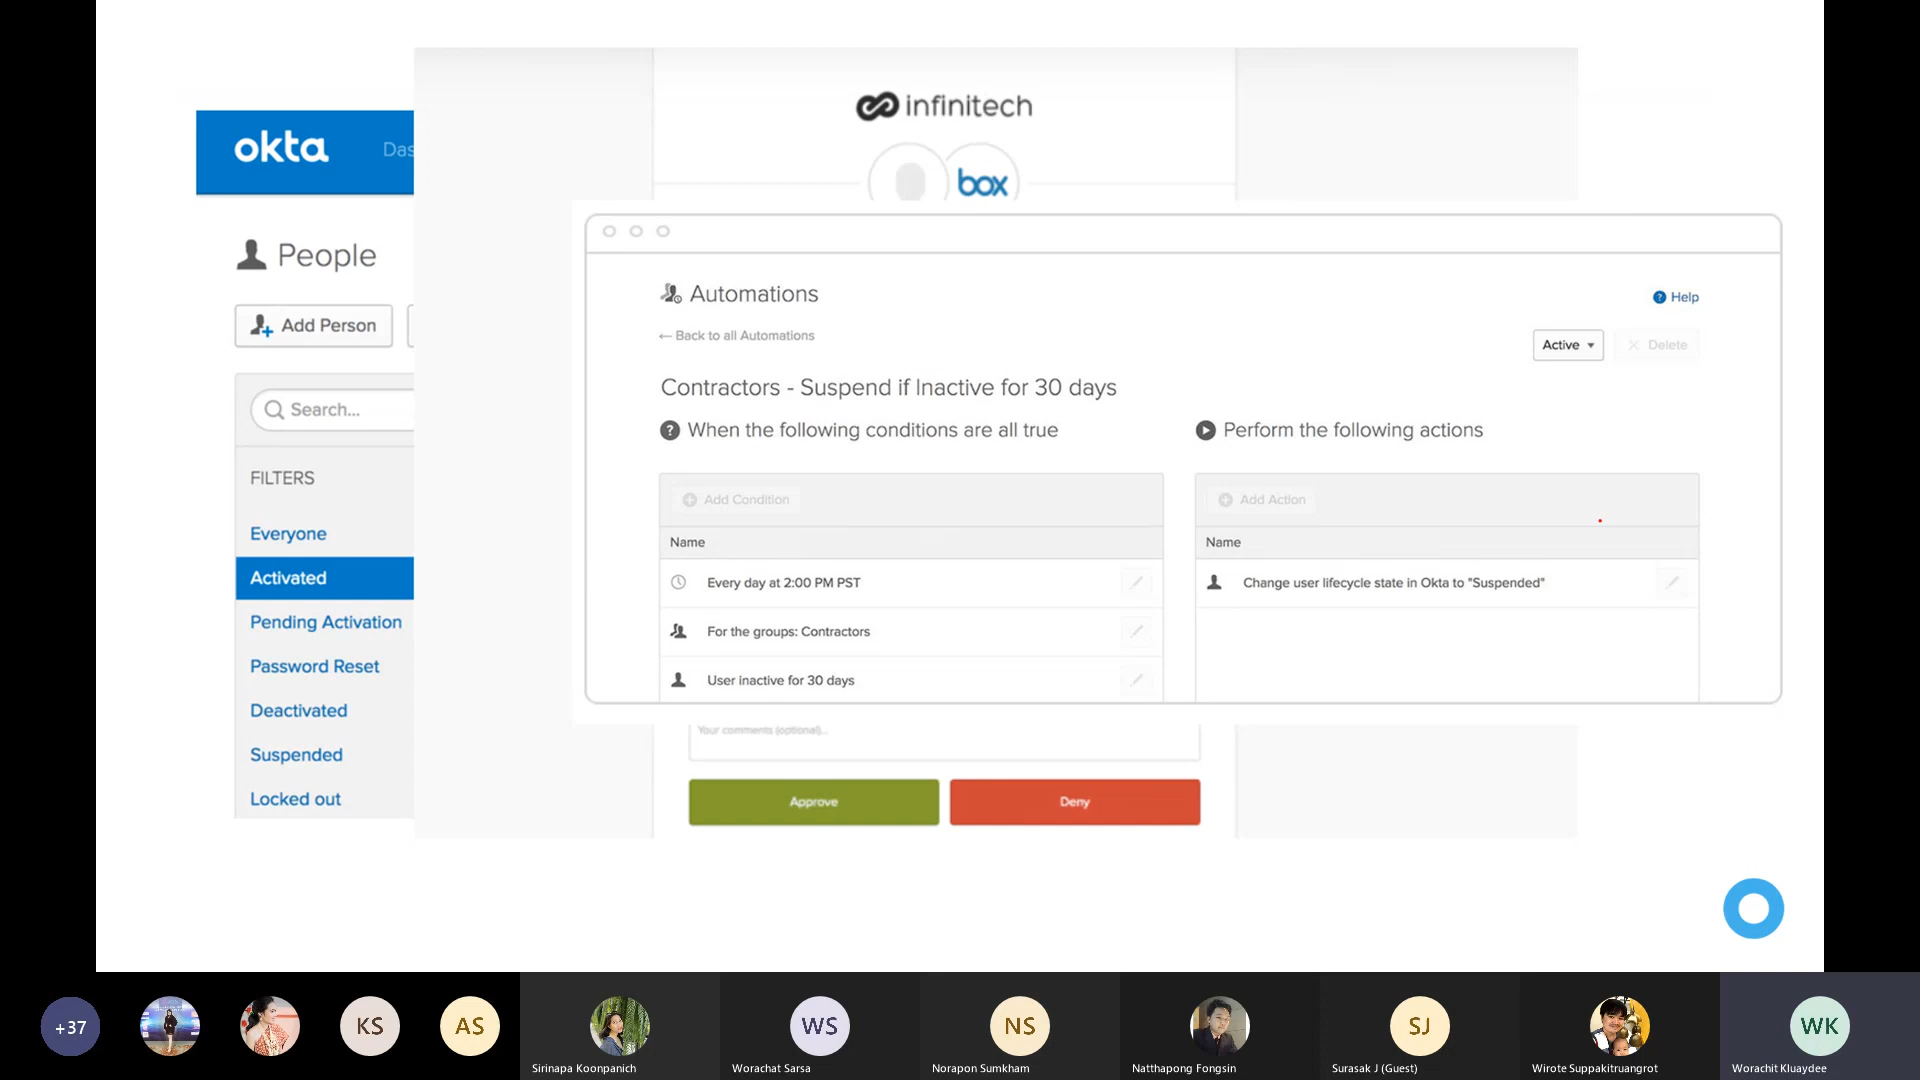 infinitech
okta
Das
box
People
Add Person
Search...
FILTERS
Everyone
Activated
Pending Activation
Password Reset
Deactivated
Suspended
Locked out
Automations
Help
← Back to all Automations
Active
Delete
Contractors - Suspend if Inactive for 30 days
When the following conditions are all true
Add Condition
Name
Every day at 2:00 PM PST
For the groups: Contractors
User inactive for 30 days
Perform the following actions
Add Action
Name
Change user lifecycle state in Okta to "Suspended"
Your comments (optional)...
Approve
Deny
+37
KS
AS
Sirinapa Koonpanich
WS
Worachat Sarsa
NS
Norapon Sumkham
Natthapong Fongsin
SJ
Surasak J (Guest)
Wirote Suppakitruangrot
WK
Worachit Kluaydee